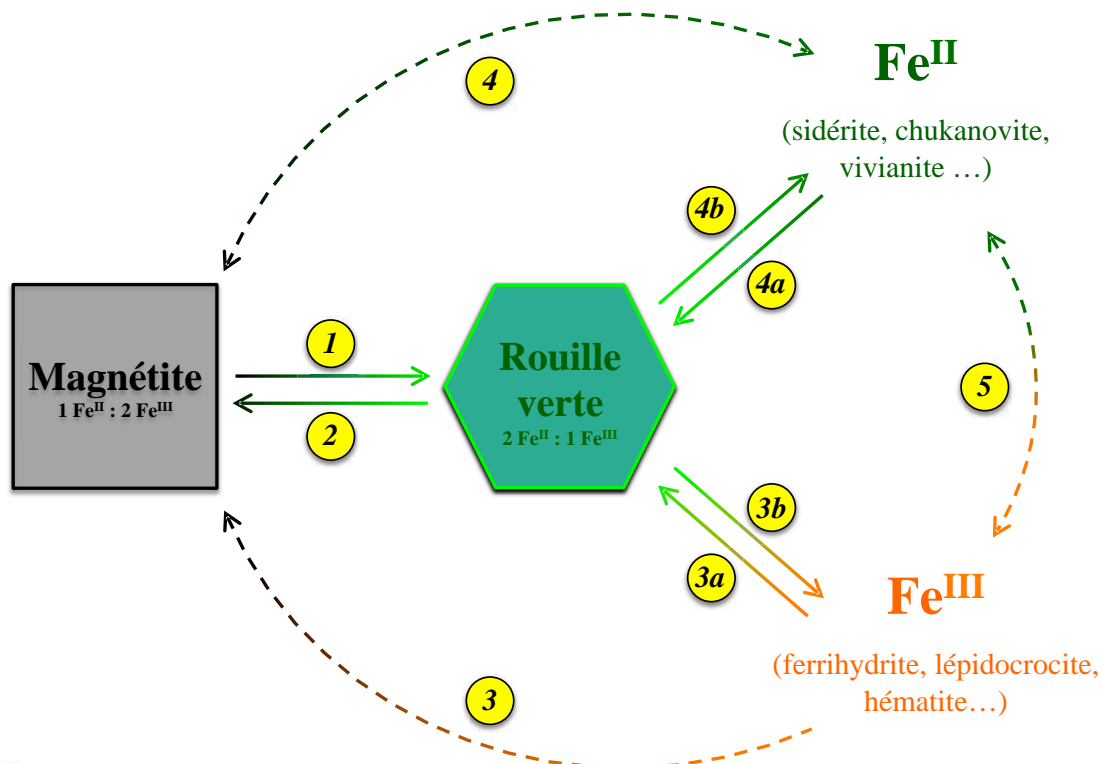 4
Fe^II
(sidérite, chukanovite,
vivianite …)
4b
4a
Magnétite
1 Fe^II : 2 Fe^III
1
2
Rouille
verte
2 Fe^II : 1 Fe^III
5
3b
3a
Fe^III
(ferrihydrite, lépidocrocite,
hématite…)
3